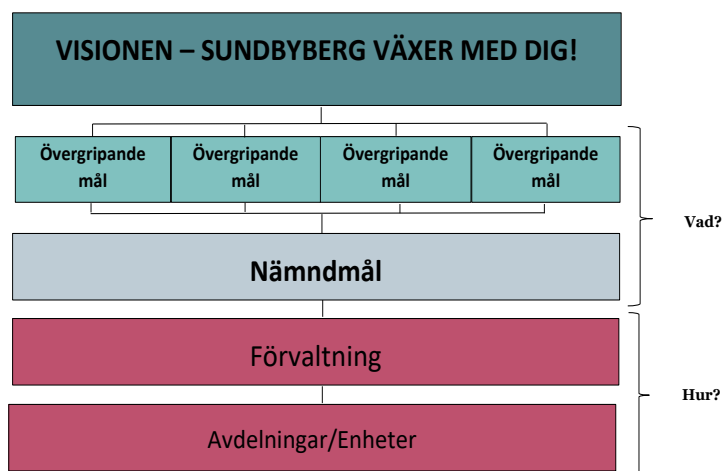 VISIONEN – SUNDBYBERG VÄXER MED DIG!
Övergripande mål
Övergripande mål
Övergripande mål
Övergripande mål
Vad?
Nämndmål
Förvaltning
Hur?
Avdelningar/Enheter